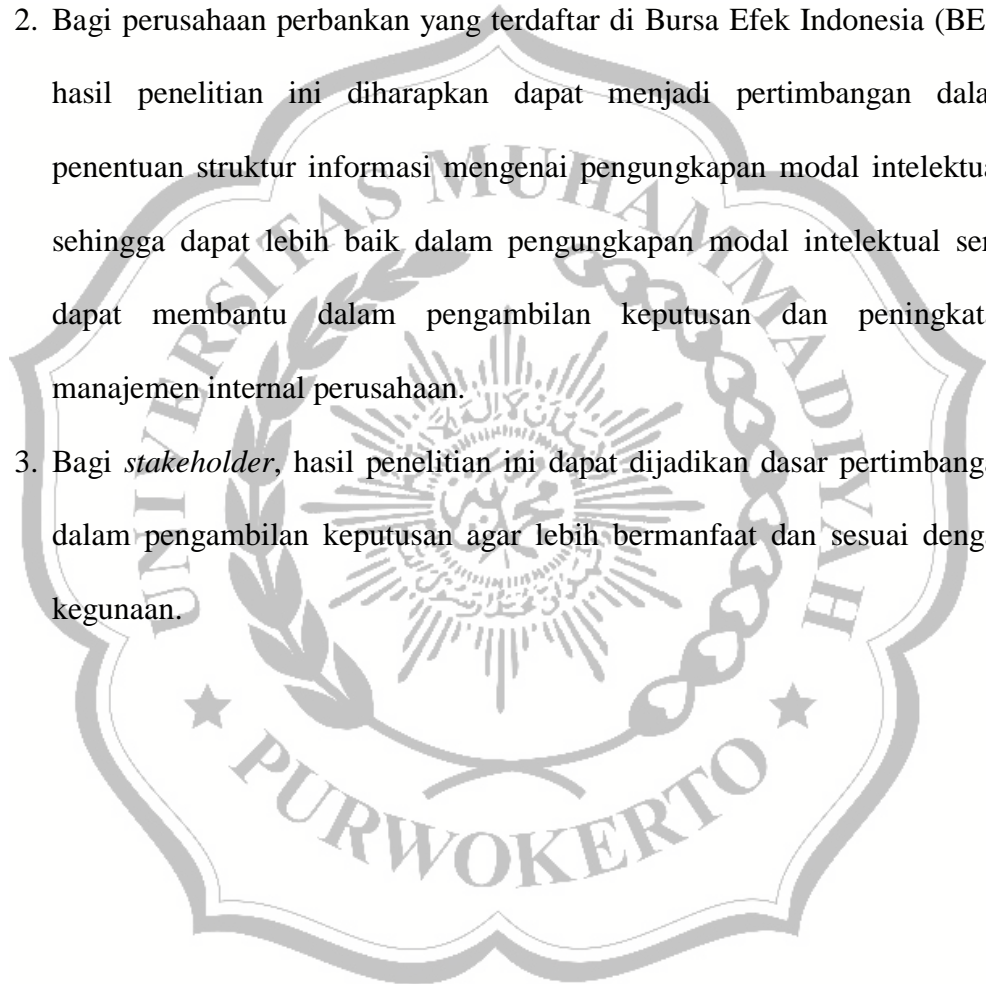 2. Bagi perusahaan perbankan yang terdaftar di Bursa Efek Indonesia (BE
hasil penelitian ini diharapkan dapat menjadi pertimbangan dala
penentuan struktur informasi mengenai pengungkapan modal intelektua
sehingga dapat lebih baik dalam pengungkapan modal intelektual ser
dapat membantu dalam pengambilan keputusan dan peningkata
manajemen internal perusahaan.
3. Bagi stakeholder, hasil penelitian ini dapat dijadikan dasar pertimbanga
dalam pengambilan keputusan agar lebih bermanfaat dan sesuai denga
kegunaan.
UNIVERSITAS MUHAMMADIYAH
PURWOKERTO